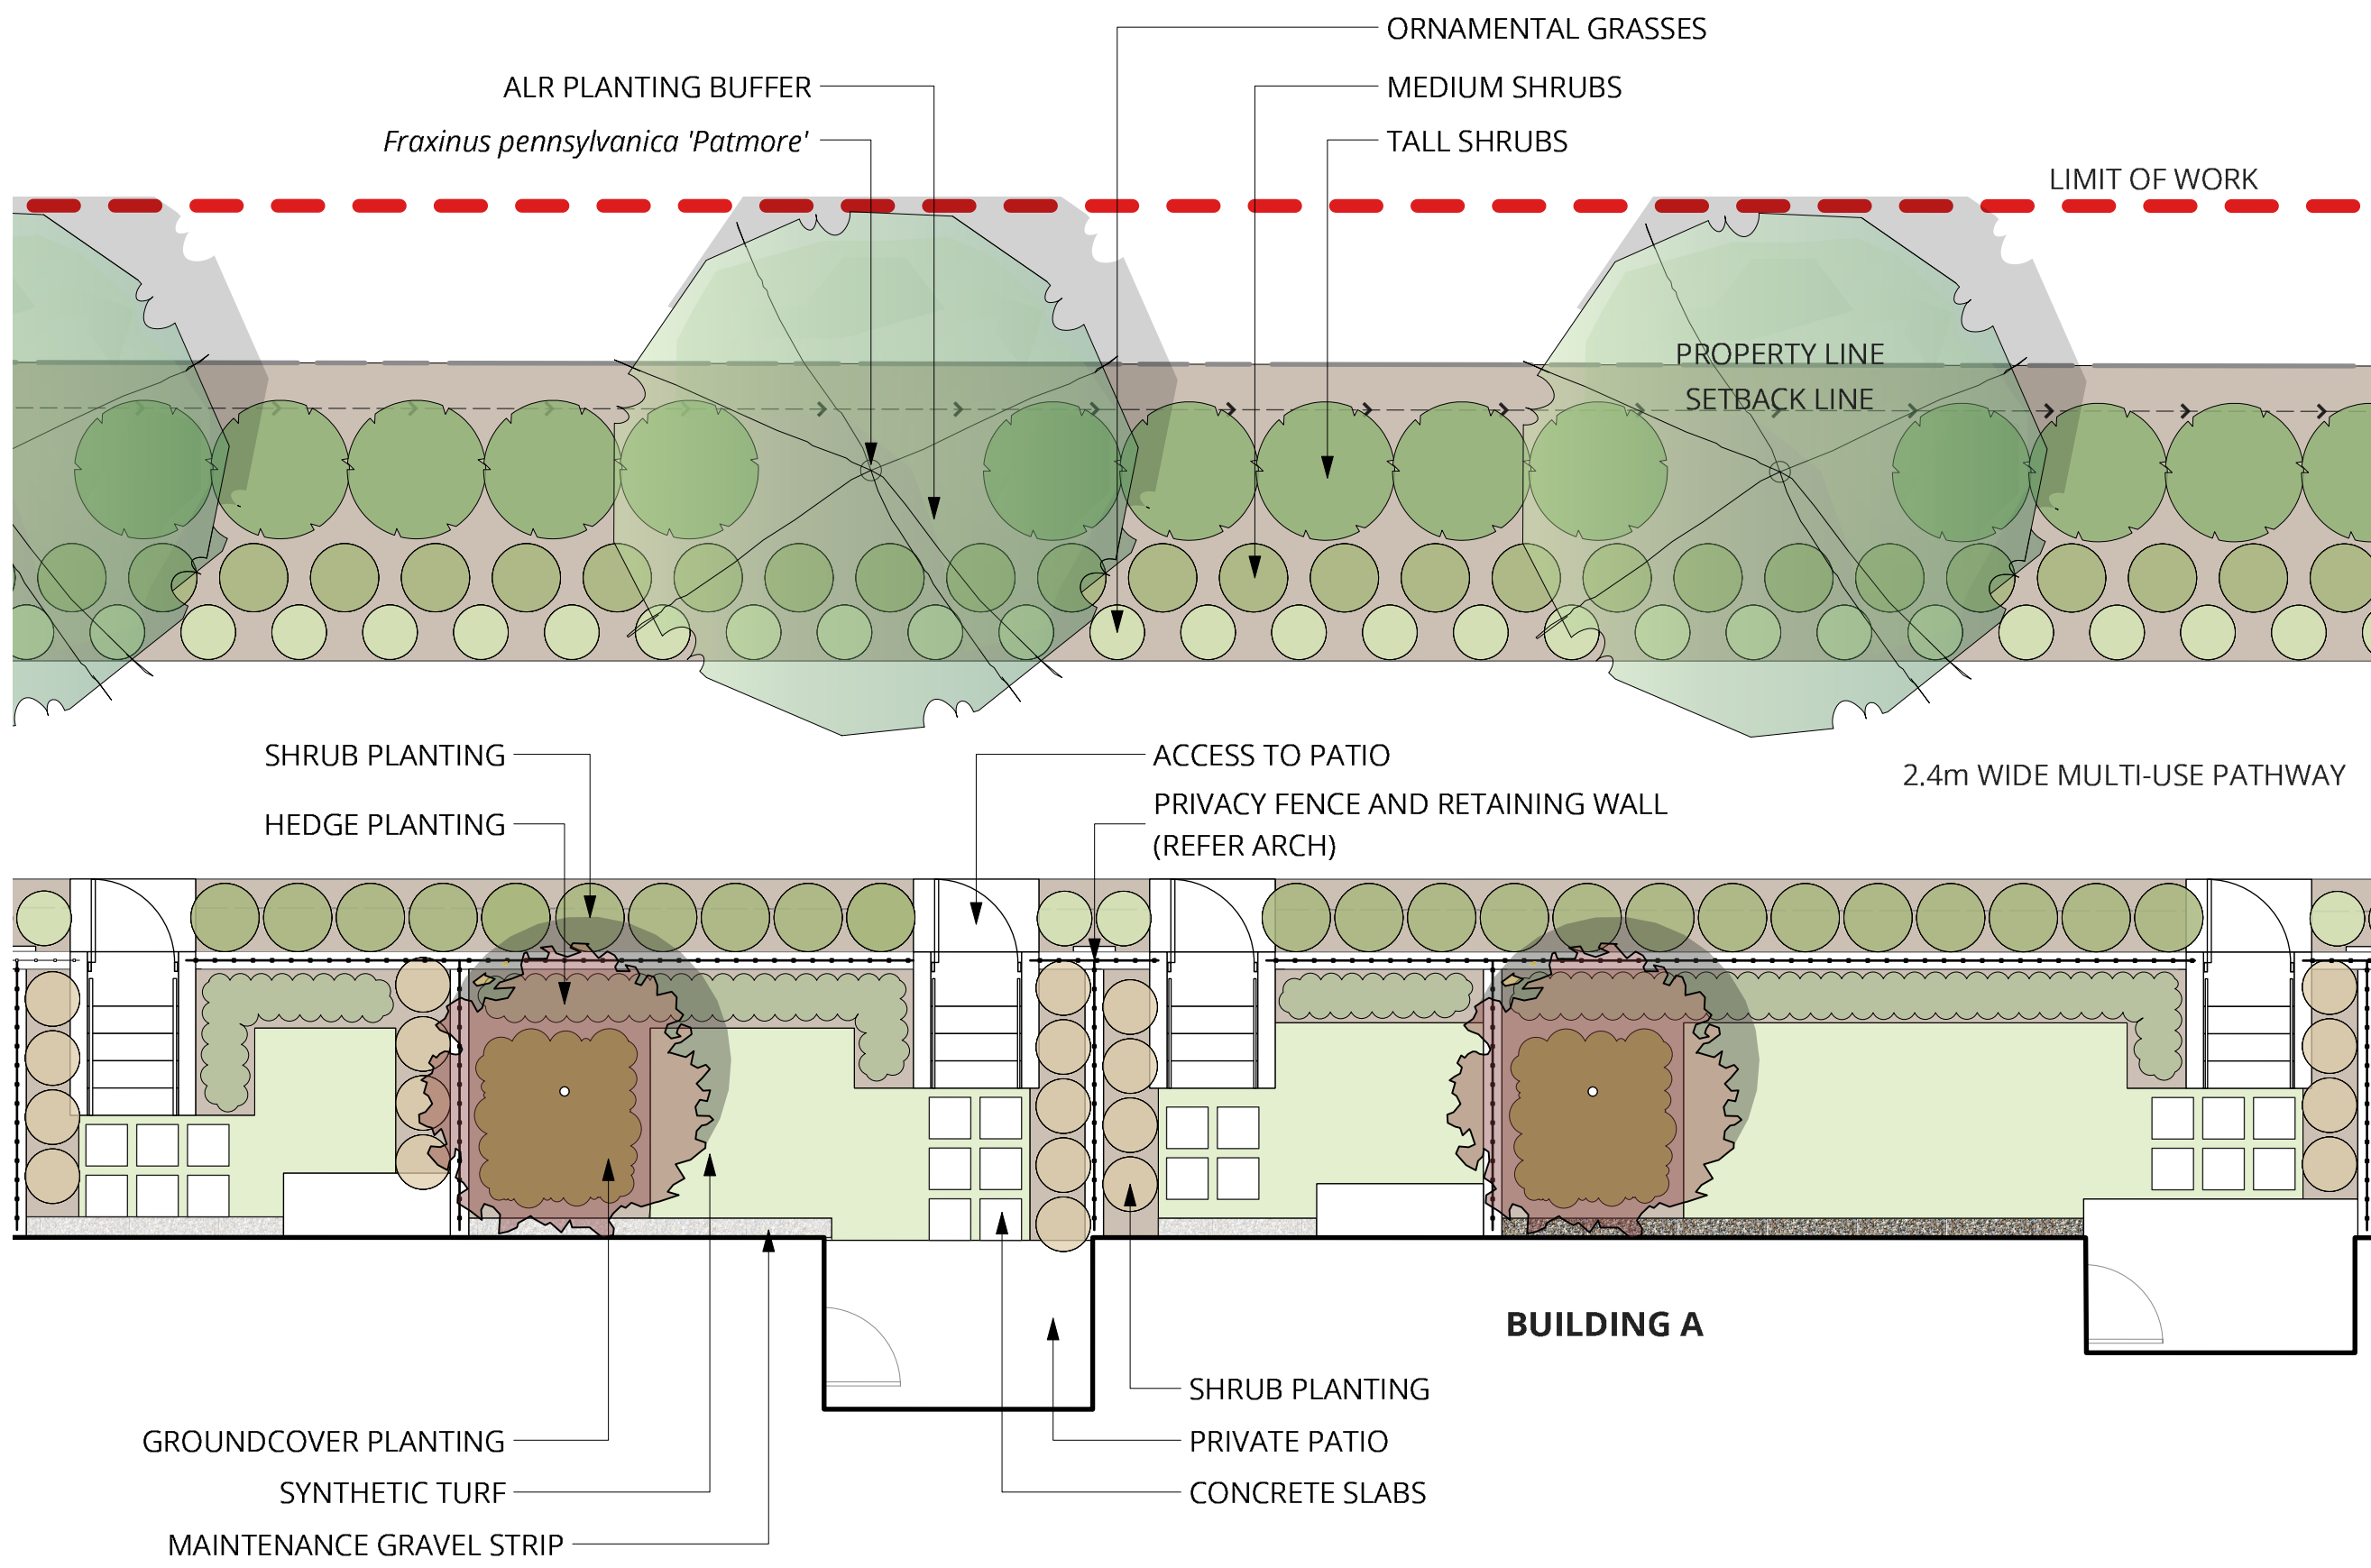 ORNAMENTAL GRASSES
ALR PLANTING BUFFER
MEDIUM SHRUBS
Fraxinus pennsylvanica 'Patmore'
TALL SHRUBS
LIMIT OF WORK
PROPERTY LINE
SETBACK LINE
SHRUB PLANTING
ACCESS TO PATIO
2.4m WIDE MULTI-USE PATHWAY
HEDGE PLANTING
PRIVACY FENCE AND RETAINING WALL
(REFER ARCH)
BUILDING A
SHRUB PLANTING
GROUNDCOVER PLANTING
PRIVATE PATIO
SYNTHETIC TURF
CONCRETE SLABS
MAINTENANCE GRAVEL STRIP